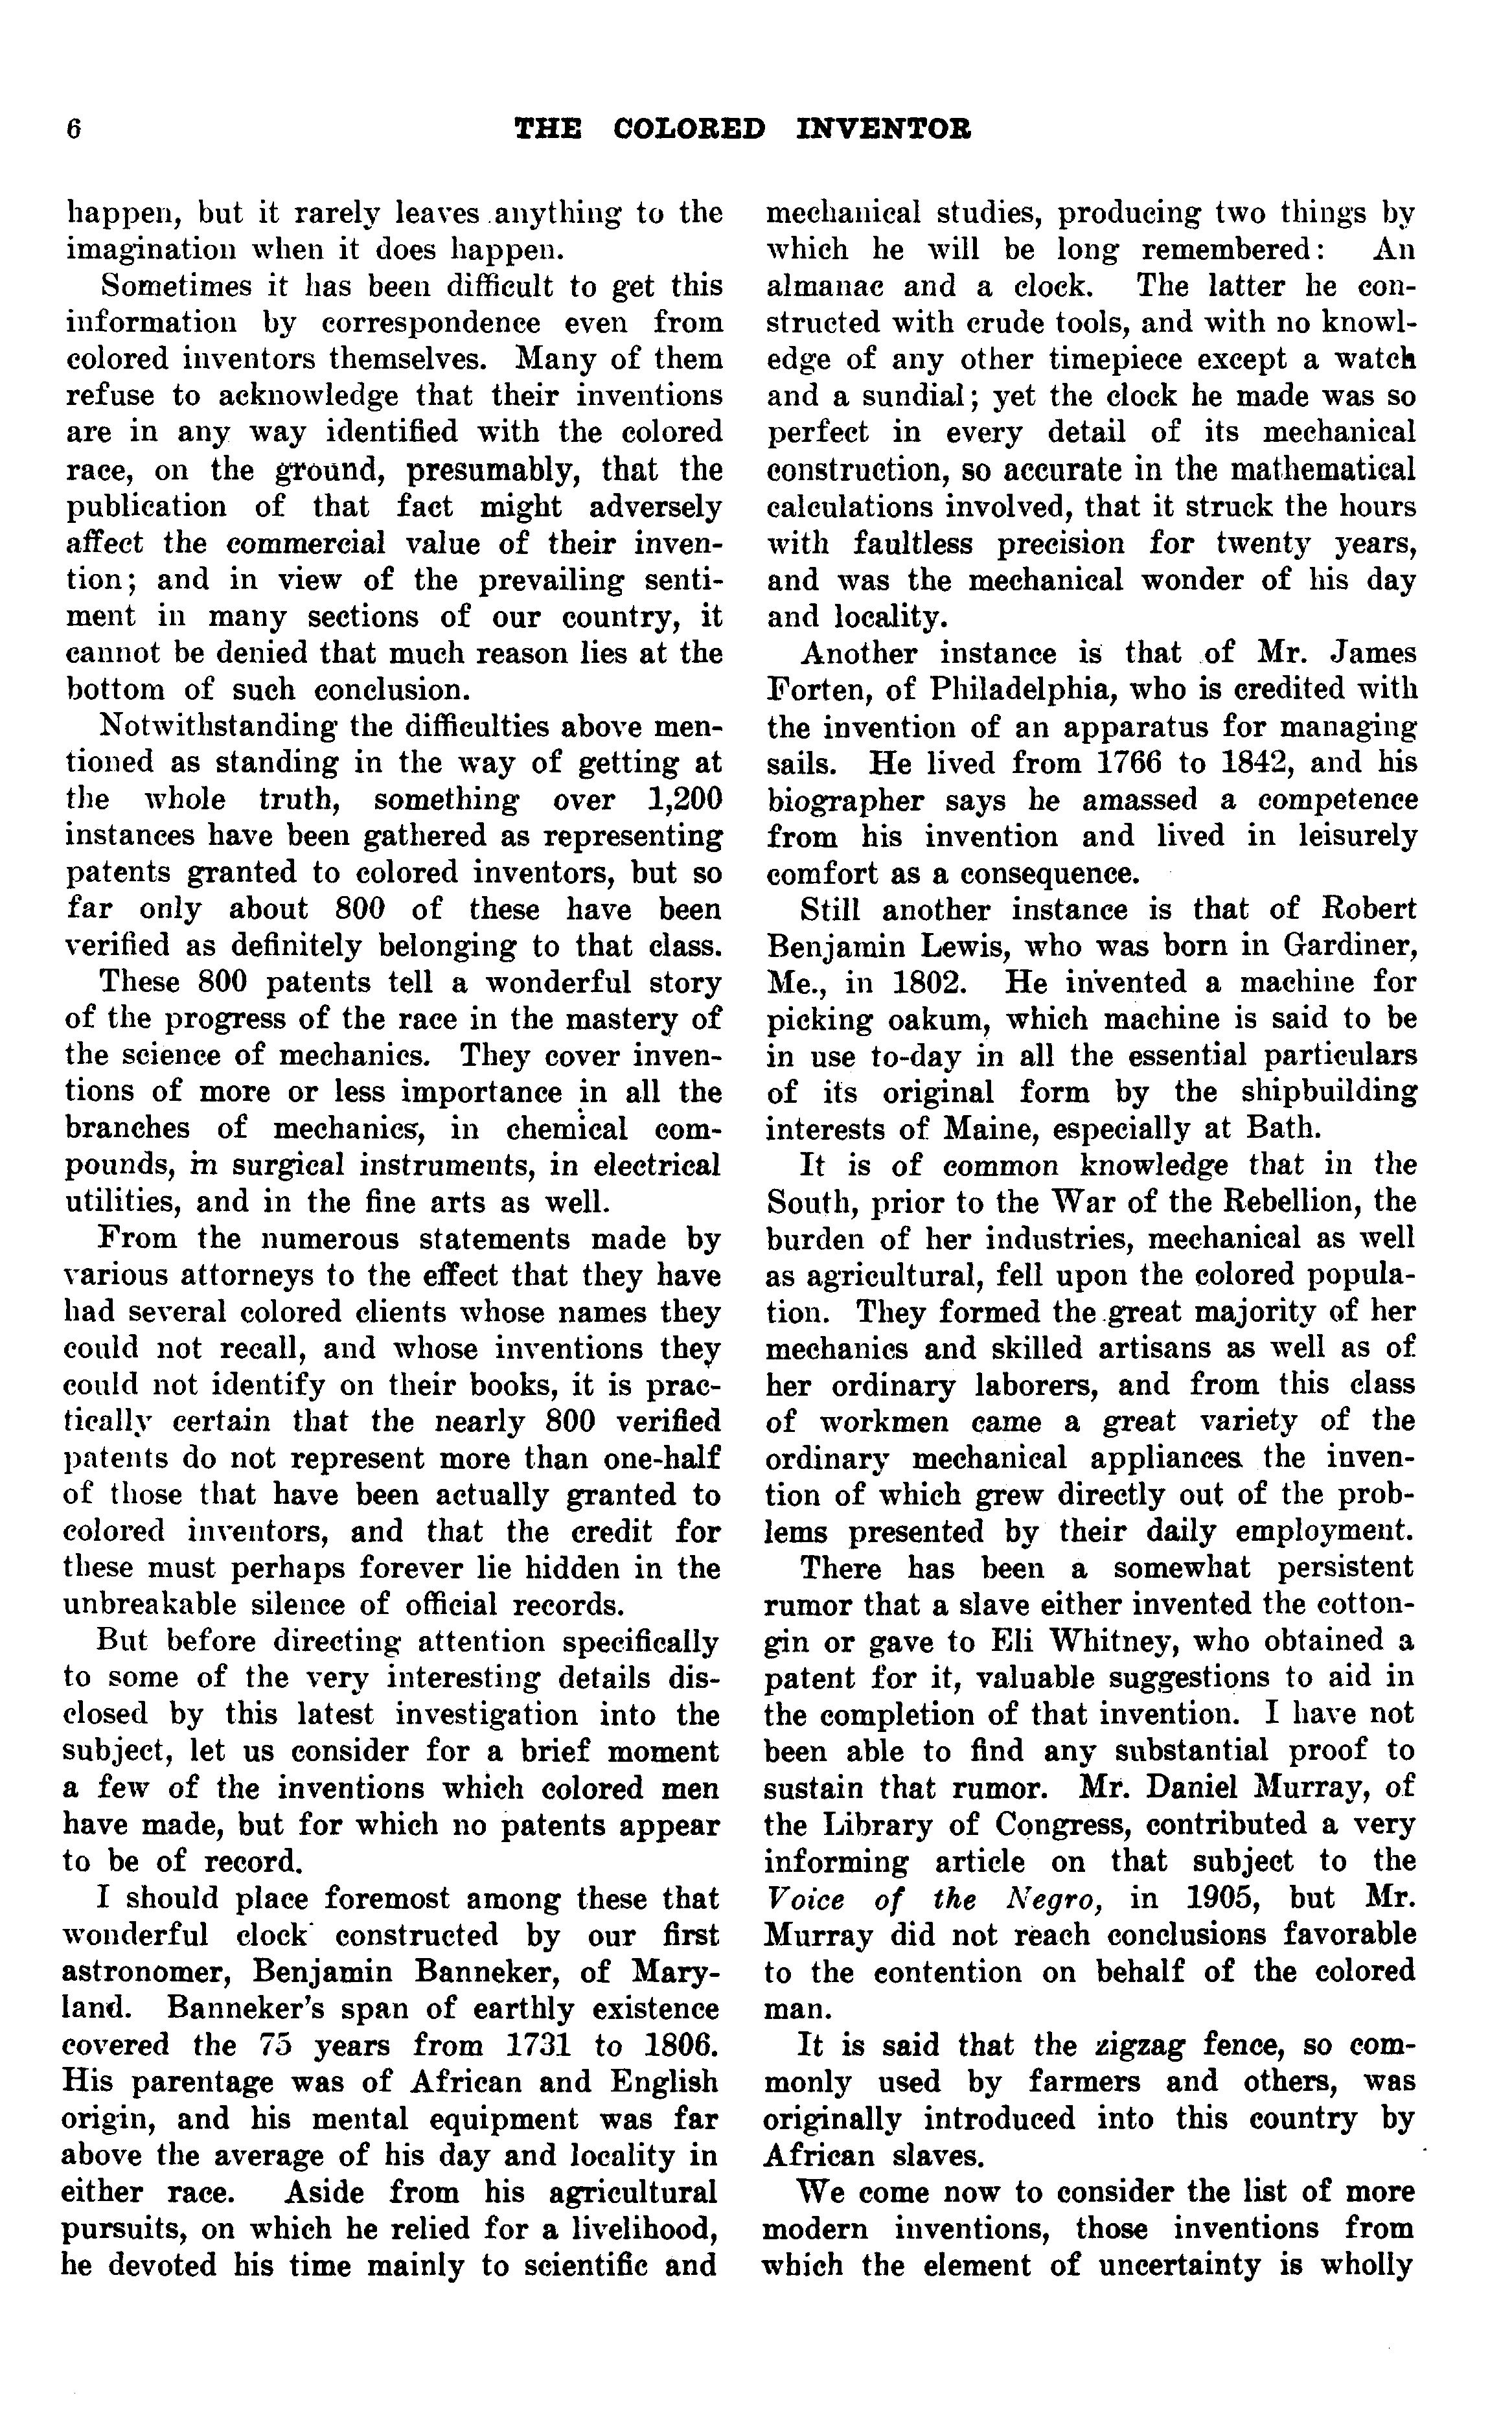 6
THE COLORED INVENTOR
happen, but it rarely leaves anything to the
imagination when it does happen.
Sometimes it has been difficult to get this
information by correspondence even from
colored inventors themselves. Many of them
refuse to acknowledge that their inventions
are in any way identified with the colored
race, on the ground, presumably, that the
publication of that fact might adversely
affect the commercial value of their inven-
tion; and in view of the prevailing senti-
ment in many sections of our country, it
cannot be denied that much reason lies at the
bottom of such conclusion.
Notwithstanding the difficulties above men-
tioned as standing in the way of getting at
the whole truth, something over 1,200
instances have been gathered as representing
patents granted to colored inventors, but so
far only about 800 of these have been
verified as definitely belonging to that class.
These 800 patents tell a wonderful story
of the progress of the race in the mastery of
the science of mechanics. They cover inven-
tions of more or less importance in all the
branches of mechanics, in chemical com-
pounds, in surgical instruments, in electrical
utilities, and in the fine arts as well.
From the numerous statements made by
various attorneys to the effect that they have
had several colored clients whose names they
could not recall, and whose inventions they
could not identify on their books, it is prac-
tically certain that the nearly 800 verified
patents do not represent more than one-half
of those that have been actually granted to
colored inventors, and that the credit for
these must perhaps forever lie hidden in the
unbreakable silence of official records.
But before directing attention specifically
to some of the very interesting details dis-
closed by this latest investigation into the
subject, let us consider for a brief moment
a few of the inventions which colored men
have made, but for which no patents appear
to be of record.
I should place foremost among these that
wonderful clock constructed by our first
astronomer, Benjamin Banneker, of Mary-
land. Banneker's span of earthly existence
covered the 75 years from 1731 to 1806.
His parentage was of African and English
origin, and his mental equipment was far
above the average of his day and locality in
either race. Aside from his agricultural
pursuits, on which he relied for a livelihood,
he devoted his time mainly to scientific and
mechanical studies, producing two things by
which he will be long remembered: An
almanac and a clock. The latter he con-
structed with crude tools, and with no knowl-
edge of any other timepiece except a watch
and a sundial; yet the clock he made was so
perfect in every detail of its mechanical
construction, so accurate in the mathematical
calculations involved, that it struck the hours
with faultless precision for twenty years,
and was the mechanical wonder of his day
and locality.
Another instance is that of Mr. James
Forten, of Philadelphia, who is credited with
the invention of an apparatus for managing
sails. He lived from 1766 to 1842, and his
biographer says he amassed a competence
from his invention and lived in leisurely
comfort as a consequence.
Still another instance is that of Robert
Benjamin Lewis, who was born in Gardiner,
Me., in 1802. He invented a machine for
picking oakum, which machine is said to be
in use to-day in all the essential particulars
of its original form by the shipbuilding
interests of Maine, especially at Bath.
It is of common knowledge that in the
South, prior to the War of the Rebellion, the
burden of her industries, mechanical as well
as agricultural, fell upon the colored popula-
tion. They formed the great majority of her
mechanics and skilled artisans as well as of
her ordinary laborers, and from this class
of workmen came a great variety of the
ordinary mechanical appliances the inven-
tion of which grew directly out of the prob-
lems presented by their daily employment.
There has been a somewhat persistent
rumor that a slave either invented the cotton-
gin or gave to Eli Whitney, who obtained a
patent for it, valuable suggestions to aid in
the completion of that invention. I have not
been able to find any substantial proof to
sustain that rumor. Mr. Daniel Murray, of
the Library of Congress, contributed a very
informing article on that subject to the
Voice of the Negro, in 1905, but Mr.
Murray did not reach conclusions favorable
to the contention on behalf of the colored
man.
It is said that the zigzag fence, so com-
monly used by farmers and others, was
originally introduced into this country by
African slaves.
We come now to consider the list of more
modern inventions, those inventions from
which the element of uncertainty is wholly